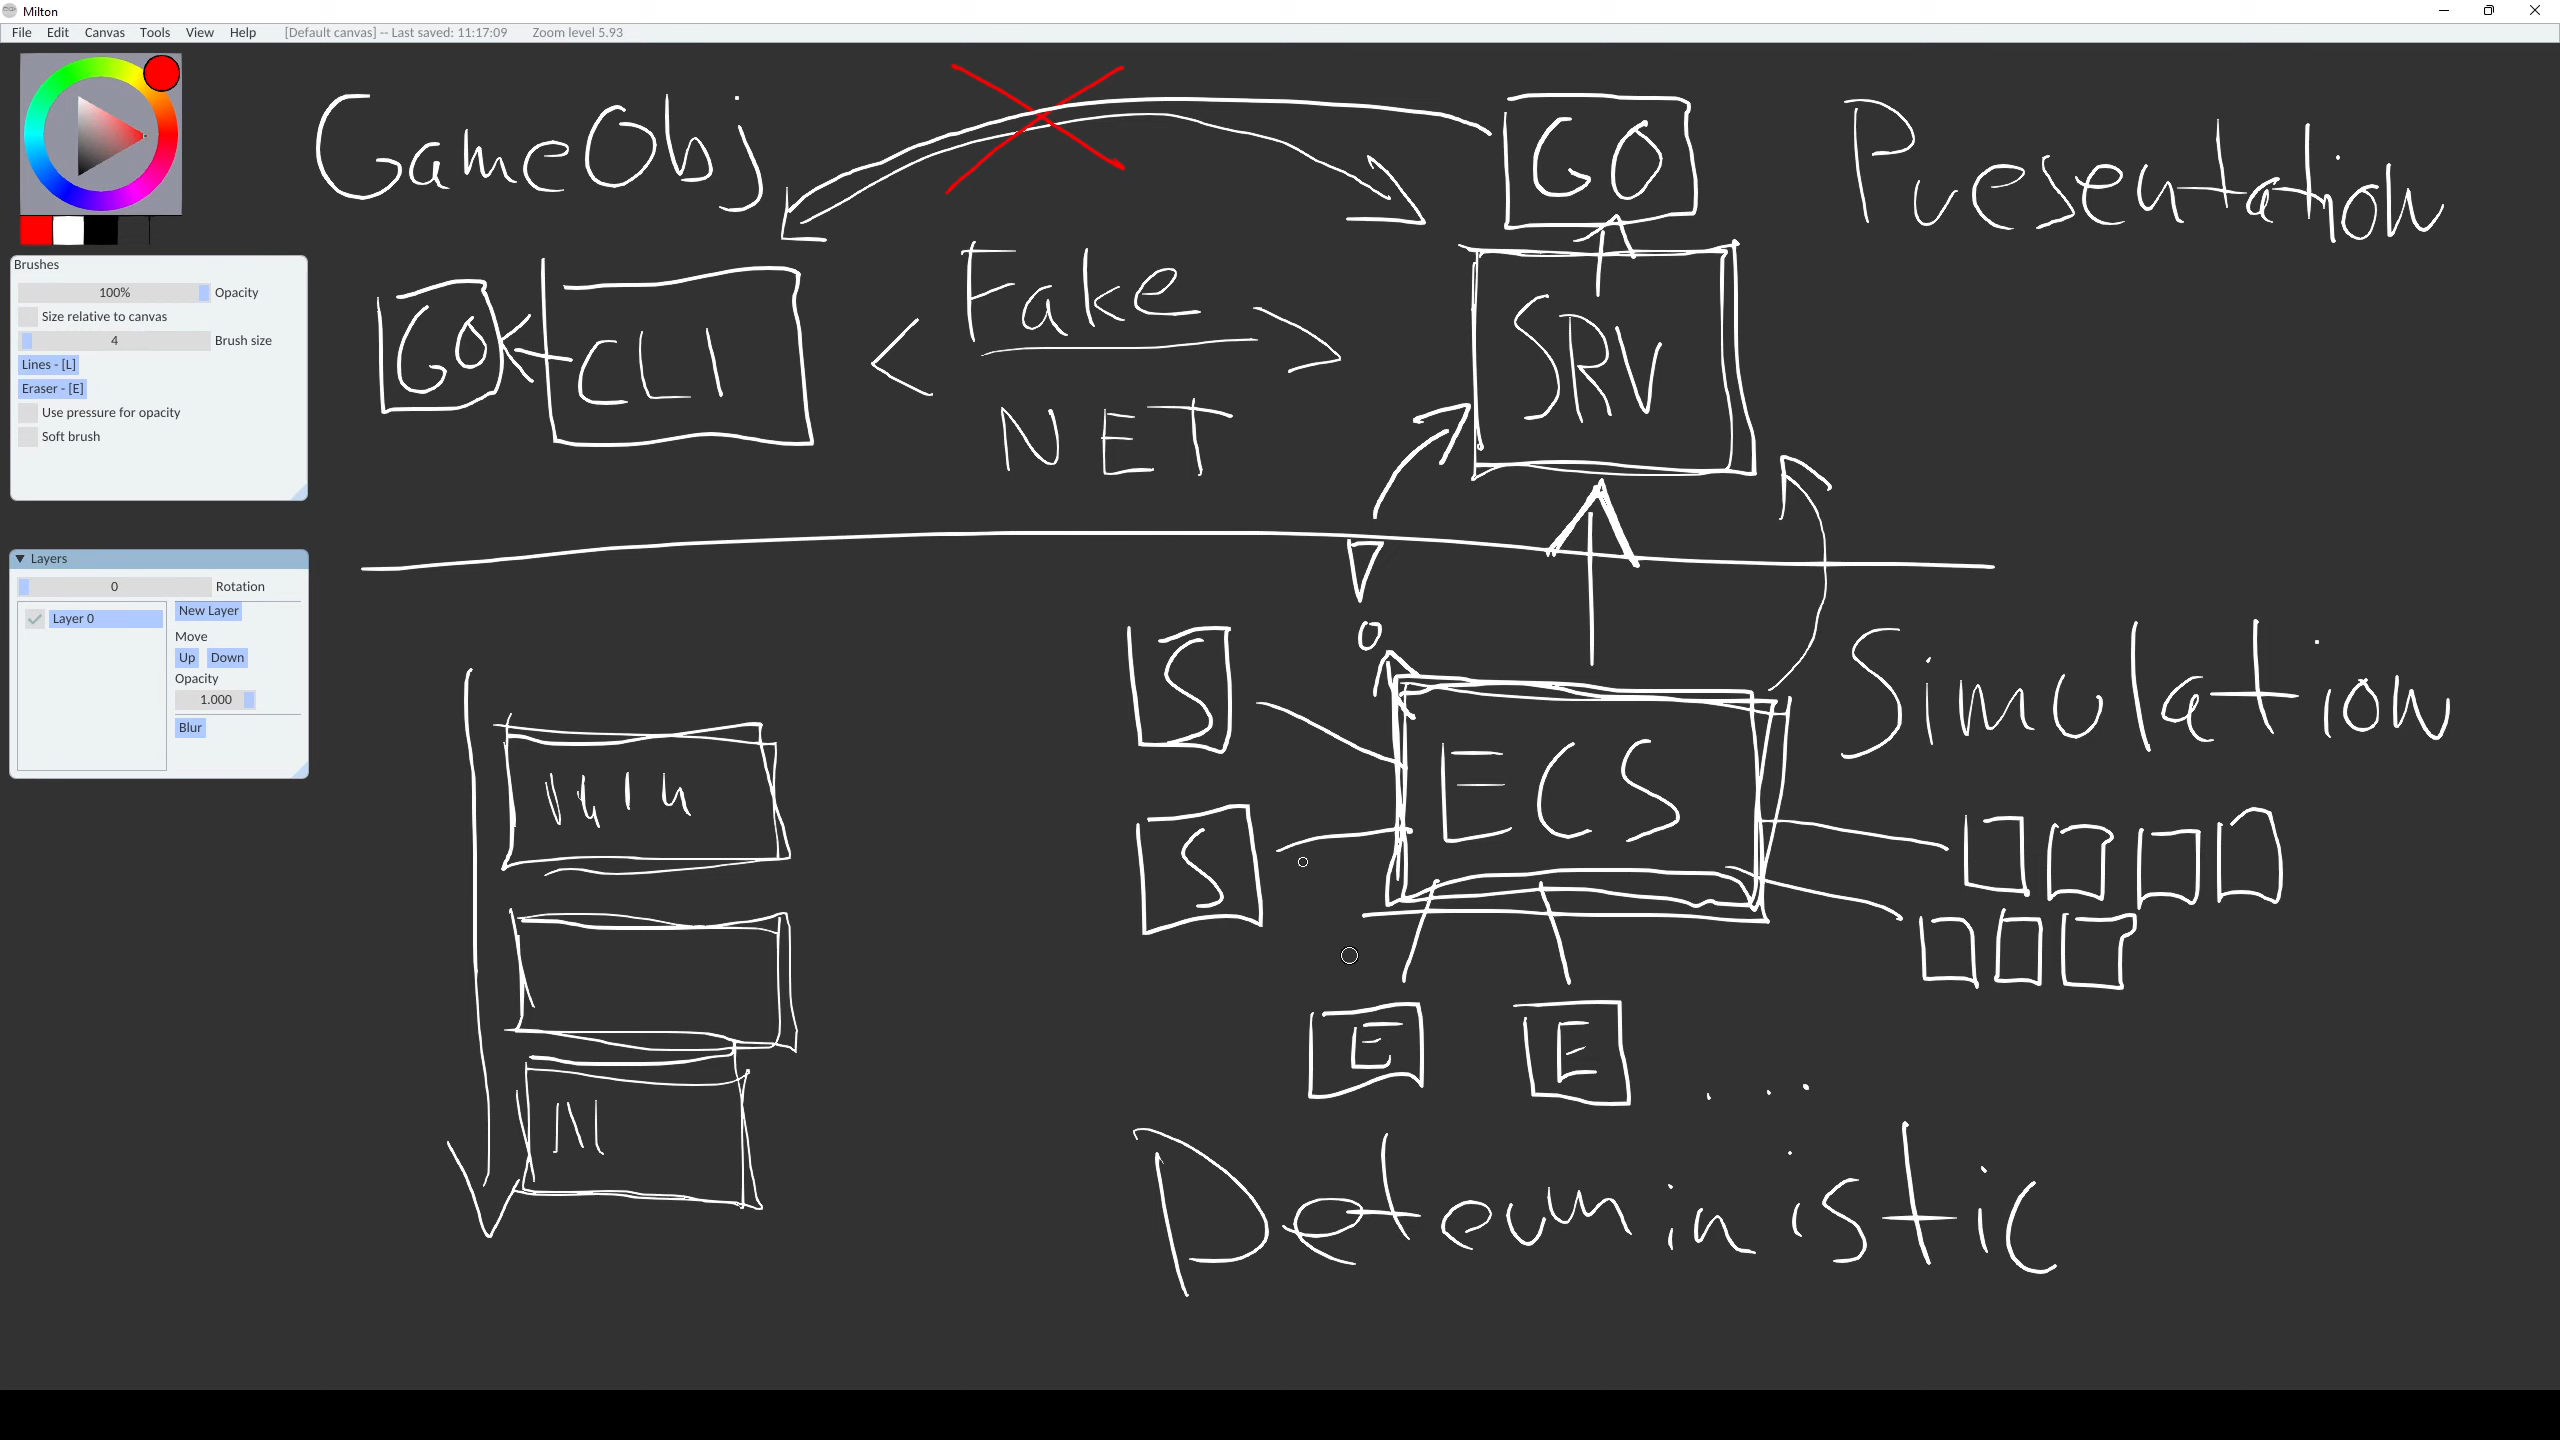 Milton
File Edit Canvas Tools View Help [Default canvas] -- Last saved: 11:17:09 Zoom level 5.93
Brushes
100% Opacity
Size relative to canvas
4 Brush size
Lines - [L]
Eraser - [E]
Use pressure for opacity
Soft brush
Layers
0 Rotation
Layer 0
New Layer
Move
Up Down
Opacity
1.000
Blur
GameObj
GO
Presentation
GO
CLI
Fake
NET
SRV
S
Simulation
S
ECS
E
E
...
Deterministic